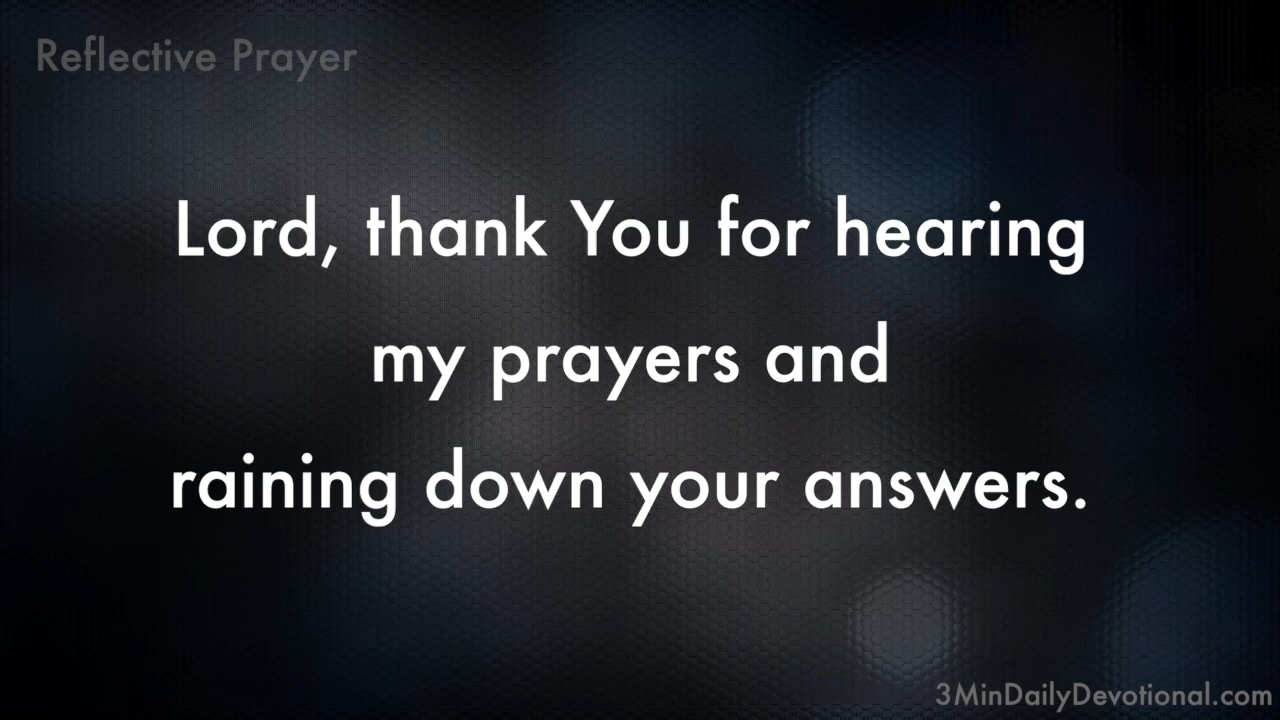 Reflective Prayer
Lord, thank You for hearing
my prayers and
raining down your answers.
3MinDailyDevotional.com